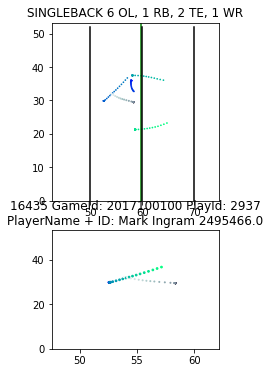 SINGLEBACK 6 OL, 1 RB, 2 TE, 1 WR
50
40
30
20
10
0
50 60 70
16435 GameId: 2017100100 PlayId: 2937
PlayerName + ID: Mark Ingram 2495466.0
40
20
0
50 55 60